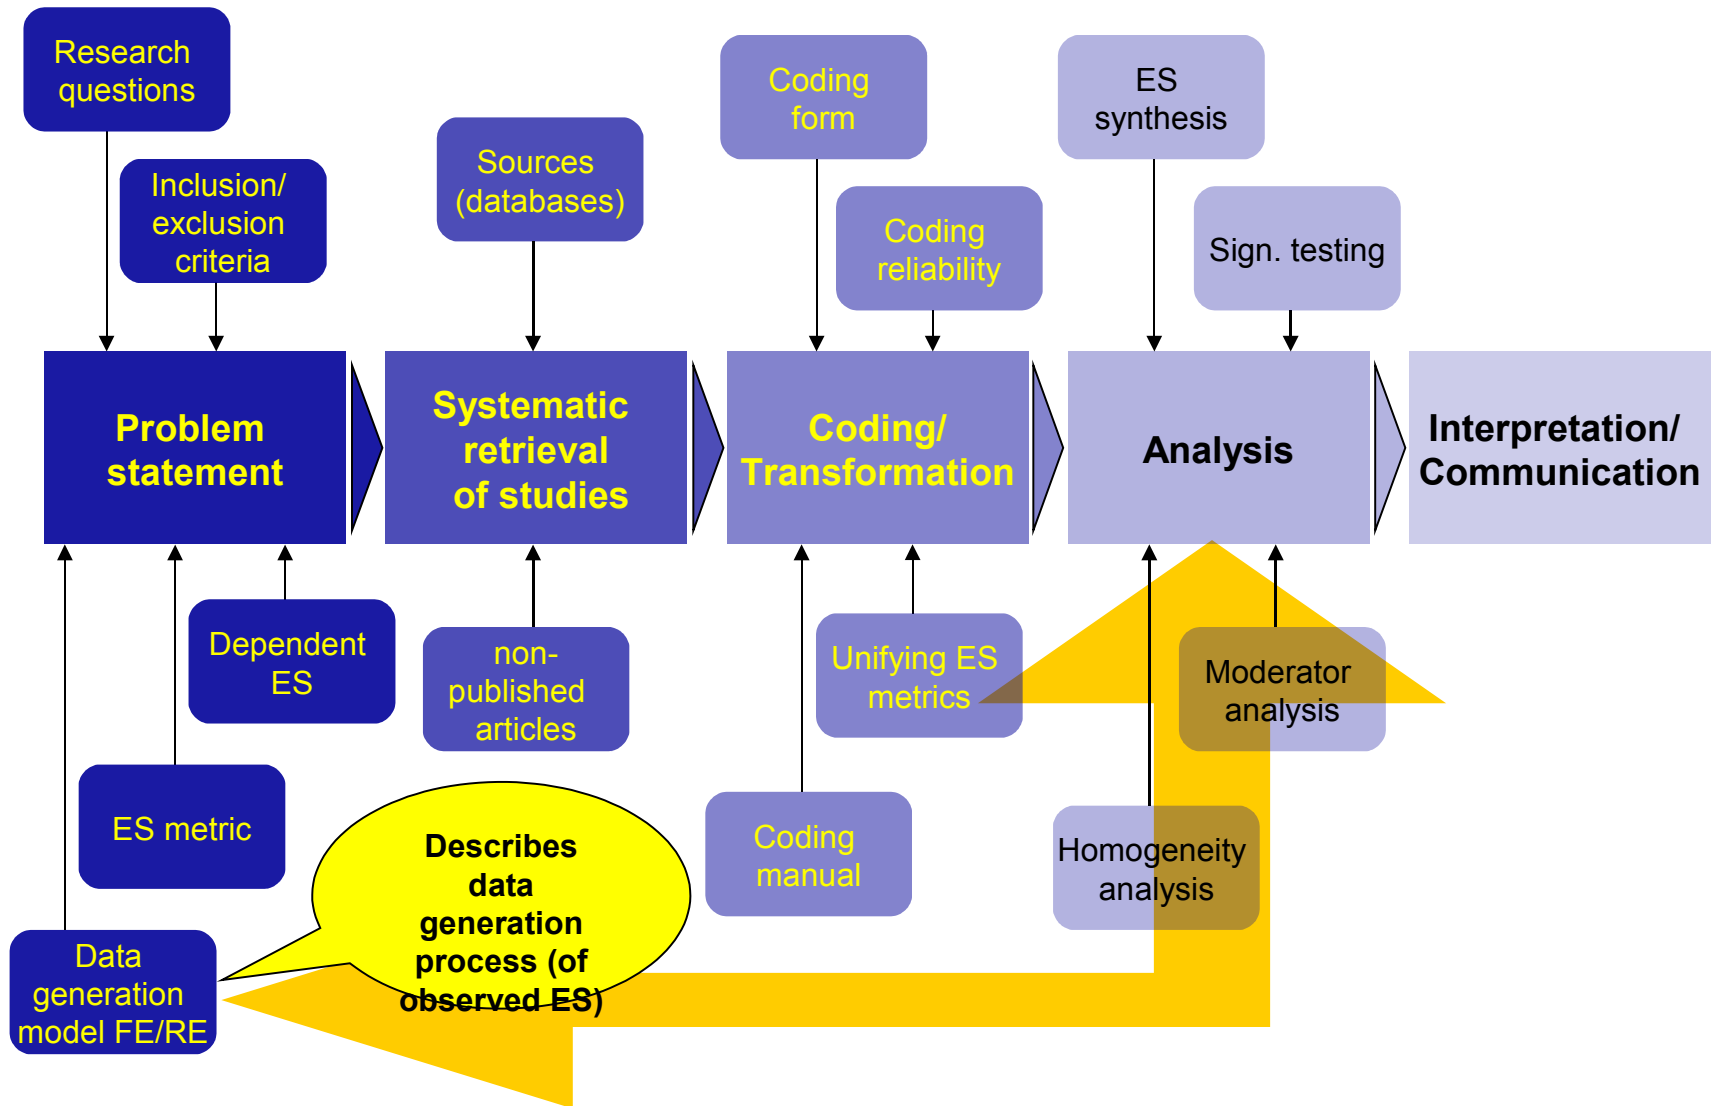 Research
questions
Inclusion/
exclusion
criteria
Sources
(databases)
Coding
form
Coding
reliability
ES
synthesis
Sign. testing
Problem
statement
Systematic
retrieval
of studies
Coding/
Transformation
Analysis
Interpretation/
Communication
Dependent
ES
non-
published
articles
Unifying ES
metrics
Moderator
analysis
ES metric
Describes
data
generation
process (of
observed ES)
Coding
manual
Homogeneity
analysis
Data
generation
model FE/RE